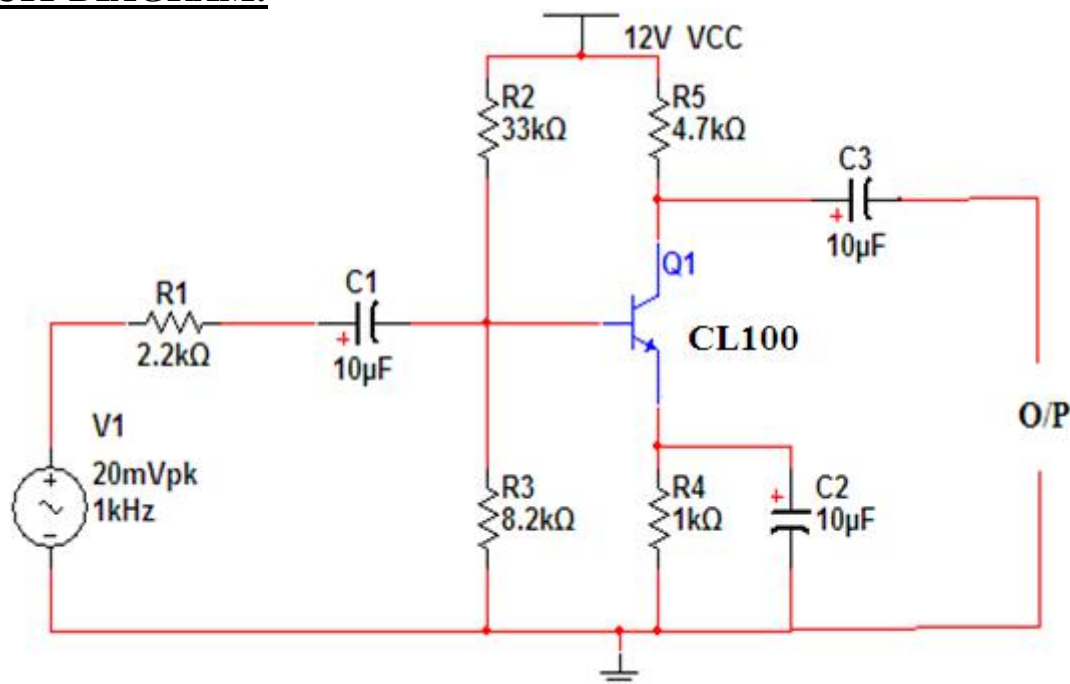 12V VCC
R2
33kΩ
R5
4.7kΩ
C3
+
10µF
Q1
R1
2.2kΩ
C1
+
10µF
CL100
V1
20mVpk
1kHz
+
R3
8.2kΩ
R4
1kΩ
+
C2
10µF
O/P